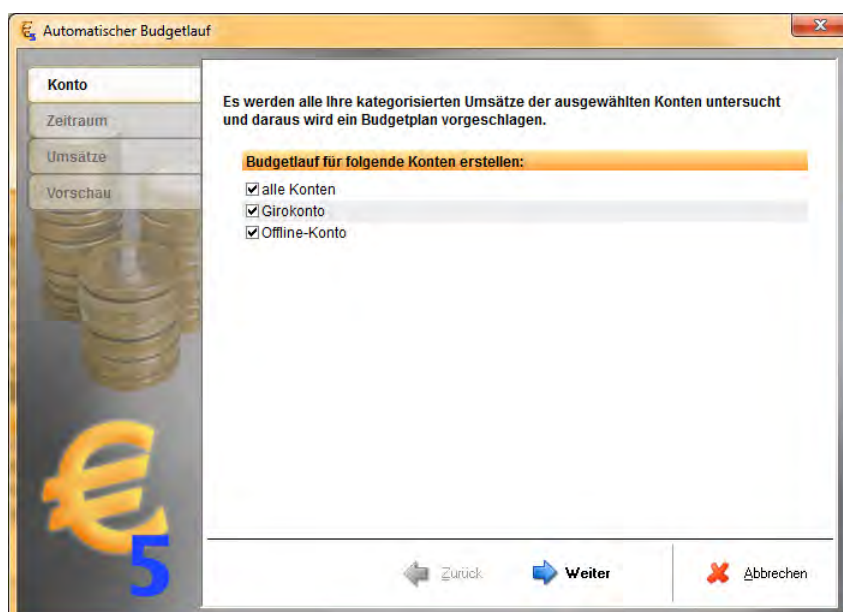 Automatischer Budgetlauf
Konto
Zeitraum
Umsätze
Vorschau
Es werden alle Ihre kategorisierten Umsätze der ausgewählten Konten untersucht
und daraus wird ein Budgetplan vorgeschlagen.
Budgetlauf für folgende Konten erstellen:
alle Konten
Girokonto
Offline-Konto
€
5
Zurück
Weiter
Abbrechen